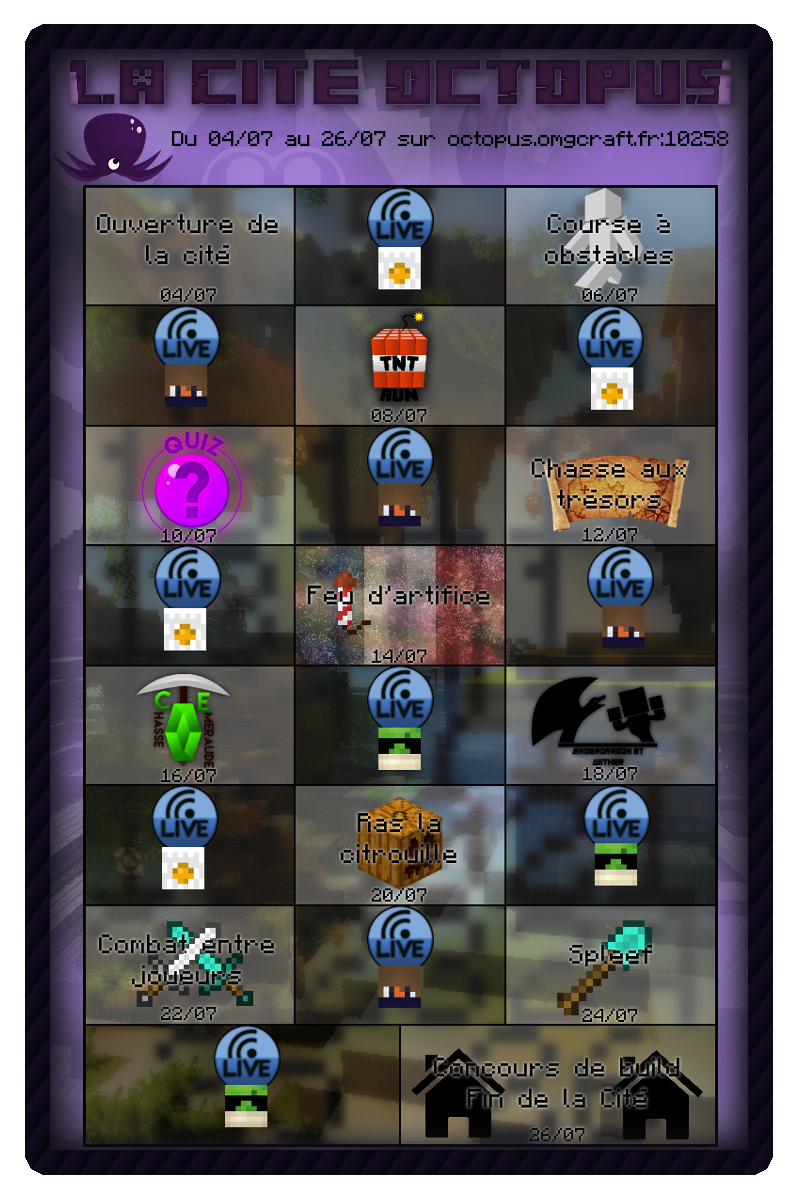 LA CITE OCTOPUS
Du 04/07 au 26/07 sur octopus.omgcraft.fr:10258
Ouverture de
la cité
04/07
LIVE
Course à
obstacles
06/07
LIVE
TNT
RUN
08/07
LIVE
QUIZ
?
10/07
LIVE
Chasse aux
trésors
12/07
LIVE
Feu d'artifice
14/07
LIVE
C E
HASSE
MERAUDE
16/07
LIVE
ENDERDRAGON ET
WITHER
18/07
LIVE
Ras la
citrouille
20/07
LIVE
Combat entre
joueurs
22/07
LIVE
Spleef
24/07
LIVE
Concours de Build
Fin de la Cité
26/07